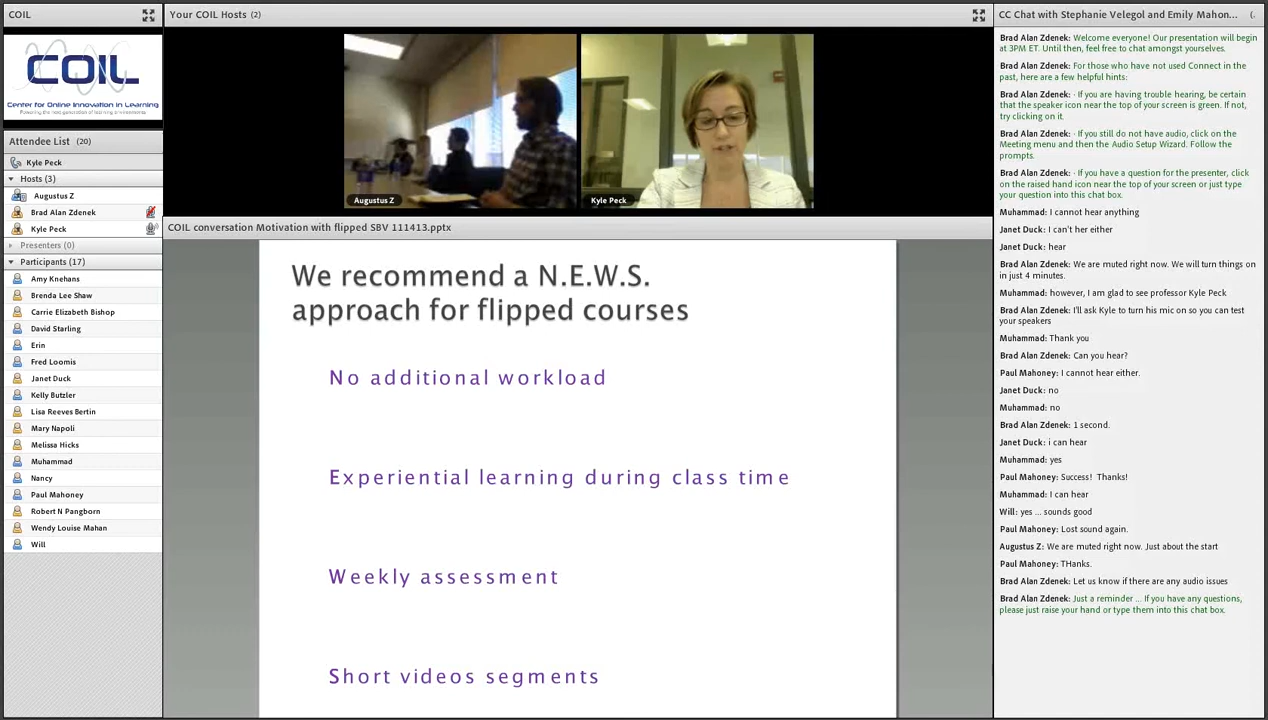 COIL
COIL
Center for Online Innovation in Learning
Powering the next generation of learning environments
Attendee List (20)
Kyle Peck
Hosts (3)
Augustus Z
Brad Alan Zdenek
Kyle Peck
Presenters (0)
Participants (17)
Amy Knehans
Brenda Lee Shaw
Carrie Elizabeth Bishop
David Starling
Erin
Fred Loomis
Janet Duck
Kelly Butzler
Lisa Reeves Bertin
Mary Napoli
Melissa Hicks
Muhammad
Nancy
Paul Mahoney
Robert N Pangborn
Wendy Louise Mahan
Will
Your COIL Hosts (2)
Augustus Z
Kyle Peck
COIL conversation Motivation with flipped SBV 111413.pptx
We recommend a N.E.W.S.
approach for flipped courses
No additional workload
Experiential learning during class time
Weekly assessment
Short videos segments
CC Chat with Stephanie Velegol and Emily Mahon... (.
Brad Alan Zdenek: Welcome everyone! Our presentation will begin
at 3PM ET. Until then, feel free to chat amongst yourselves.
Brad Alan Zdenek: For those who have not used Connect in the
past, here are a few helpful hints:
Brad Alan Zdenek: · If you are having trouble hearing, be certain
that the speaker icon near the top of your screen is green. If not,
try clicking on it.
Brad Alan Zdenek: · If you still do not have audio, click on the
Meeting menu and then the Audio Setup Wizard. Follow the
prompts.
Brad Alan Zdenek: · If you have a question for the presenter, click
on the raised hand icon near the top of your screen or just type
your question into this chat box.
Muhammad: I cannot hear anything
Janet Duck: I can't her either
Janet Duck: hear
Brad Alan Zdenek: We are muted right now. We will turn things on
in just 4 minutes.
Muhammad: however, I am glad to see professor Kyle Peck
Brad Alan Zdenek: I'll ask Kyle to turn his mic on so you can test
your speakers
Muhammad: Thank you
Brad Alan Zdenek: Can you hear?
Paul Mahoney: I cannot hear either.
Janet Duck: no
Muhammad: no
Brad Alan Zdenek: 1 second.
Janet Duck: i can hear
Muhammad: yes
Paul Mahoney: Success! Thanks!
Muhammad: I can hear
Will: yes ... sounds good
Paul Mahoney: Lost sound again.
Augustus Z: We are muted right now. Just about the start
Paul Mahoney: THanks.
Brad Alan Zdenek: Let us know if there are any audio issues
Brad Alan Zdenek: Just a reminder ... If you have any questions,
please just raise your hand or type them into this chat box.